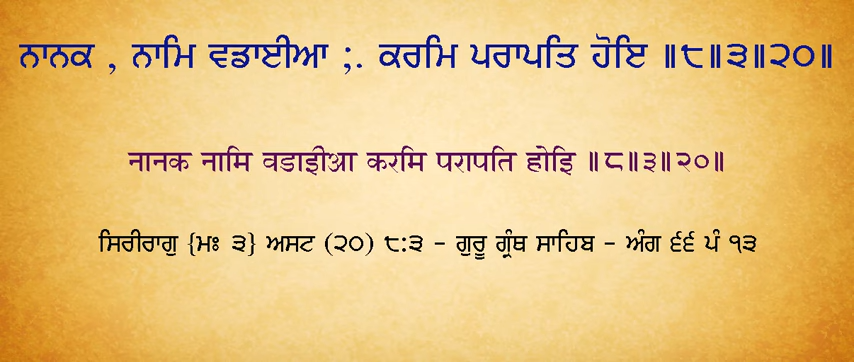 ਨਾਨਕ , ਨਾਮਿ ਵਡਾਈਆ ;. ਕਰਮਿ ਪਰਾਪਤਿ ਹੋਇ ॥੮॥੩॥੨੦॥
नानक नामि वडाईआ करमि परापति होइ ॥८॥३॥२०॥
ਸਿਰੀਰਾਗੁ {ਮਃ ੩} ਅਸਟ (੨੦) ੮:੩ - ਗੁਰੂ ਗ੍ਰੰਥ ਸਾਹਿਬ - ਅੰਗ ੬੬ ਪੰ ੧੩